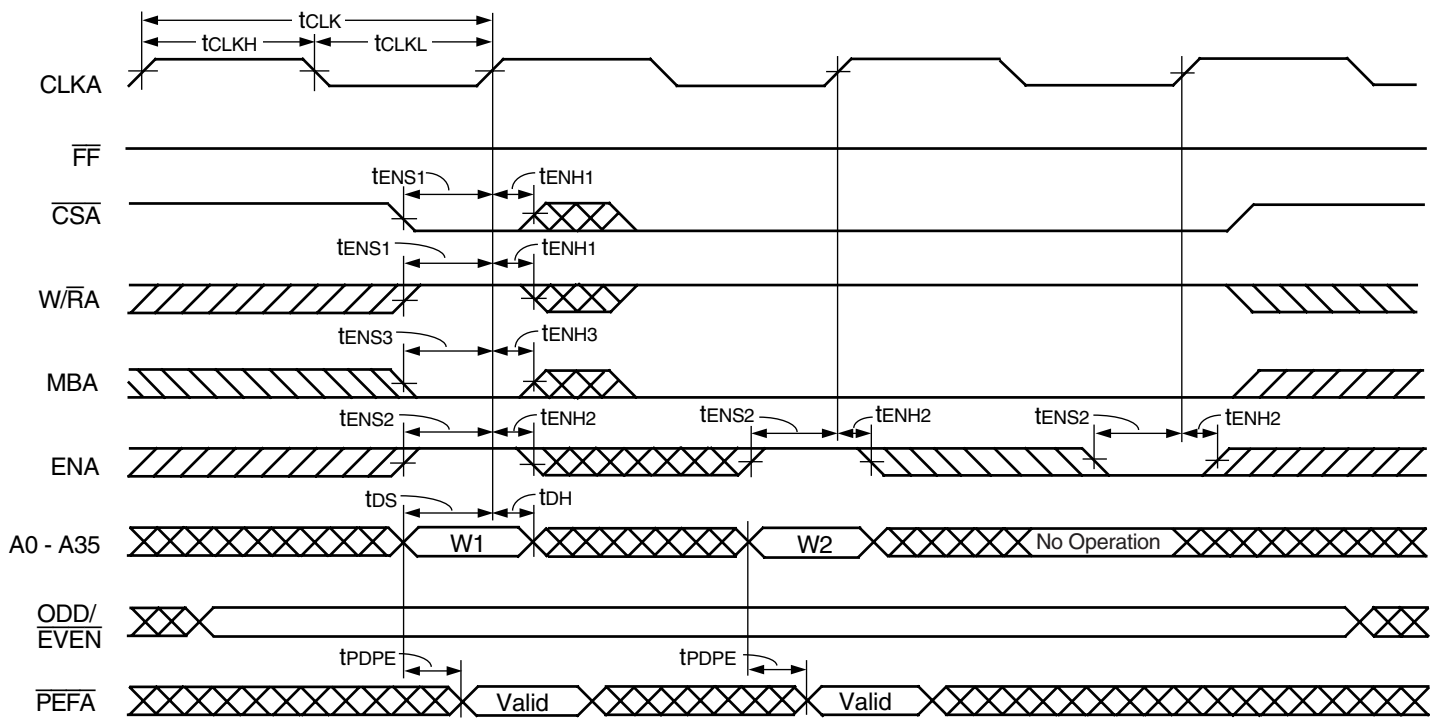 tCLK
tCLKH
tCLKL
CLKA
FF
tENS1
tENH1
CSA
tENS1
tENH1
W/RA
tENS3
tENH3
MBA
tENS2
tENH2
tENS2
tENH2
tENS2
tENH2
ENA
tDS
tDH
A0 - A35
W1
W2
No Operation
ODD/
EVEN
tPDPE
tPDPE
PEFA
Valid
Valid